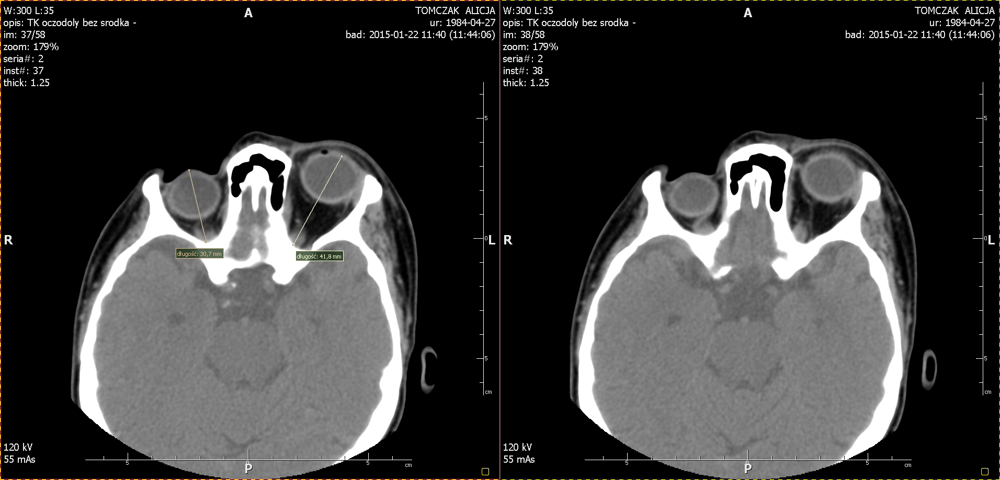 W:300 L:35
opis: TK oczodoly bez srodka -
im: 37/58
zoom: 179%
seria#: 2
inst#: 37
thick: 1.25
A
TOMCZAK ALICJA
ur: 1984-04-27
bad: 2015-01-22 11:40 (11:44:06)
5
R
0
L
długość: 30,7 mm
długość: 41,8 mm
5
cm
120 kV
55 mAs
5
0
5
cm
P
W:300 L:35
opis: TK oczodoly bez srodka -
im: 38/58
zoom: 179%
seria#: 2
inst#: 38
thick: 1.25
A
TOMCZAK ALICJA
ur: 1984-04-27
bad: 2015-01-22 11:40 (11:44:06)
5
R
0
L
5
cm
120 kV
55 mAs
5
0
5
cm
P